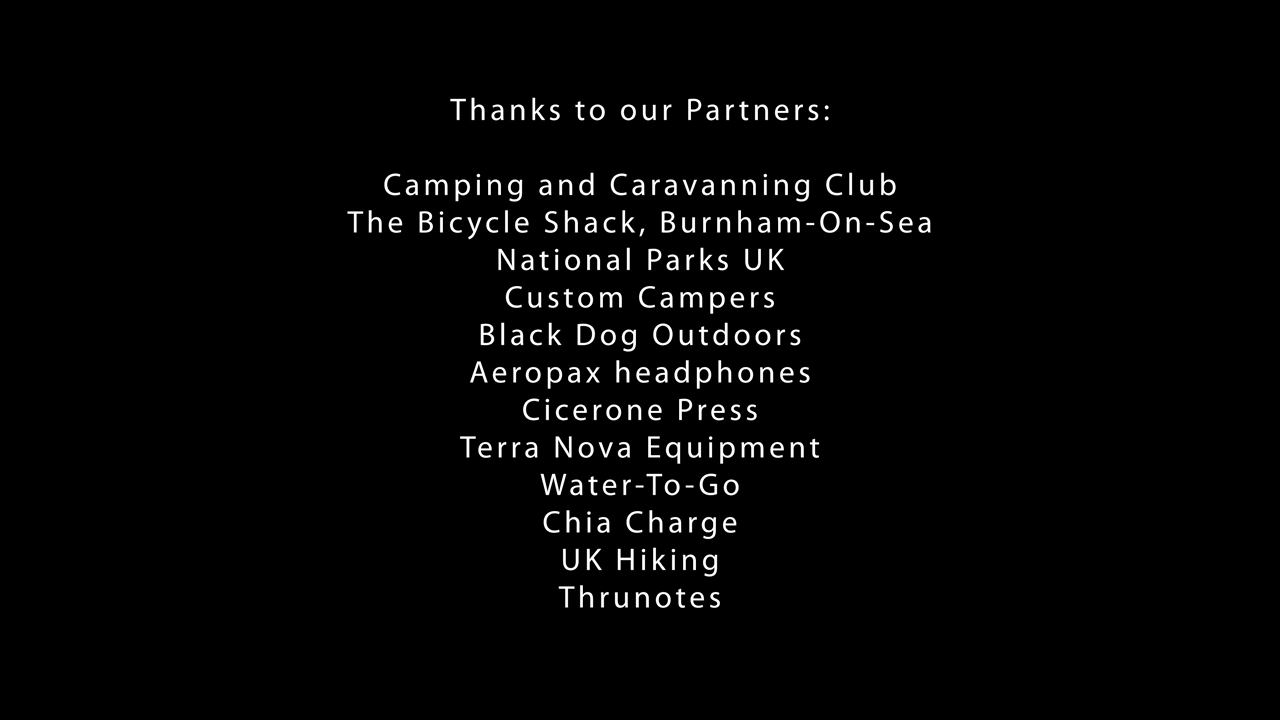 Thanks to our Partners:
Camping and Caravanning Club
The Bicycle Shack, Burnham-On-Sea
National Parks UK
Custom Campers
Black Dog Outdoors
Aeropax headphones
Cicerone Press
Terra Nova Equipment
Water-To-Go
Chia Charge
UK Hiking
Thrunotes